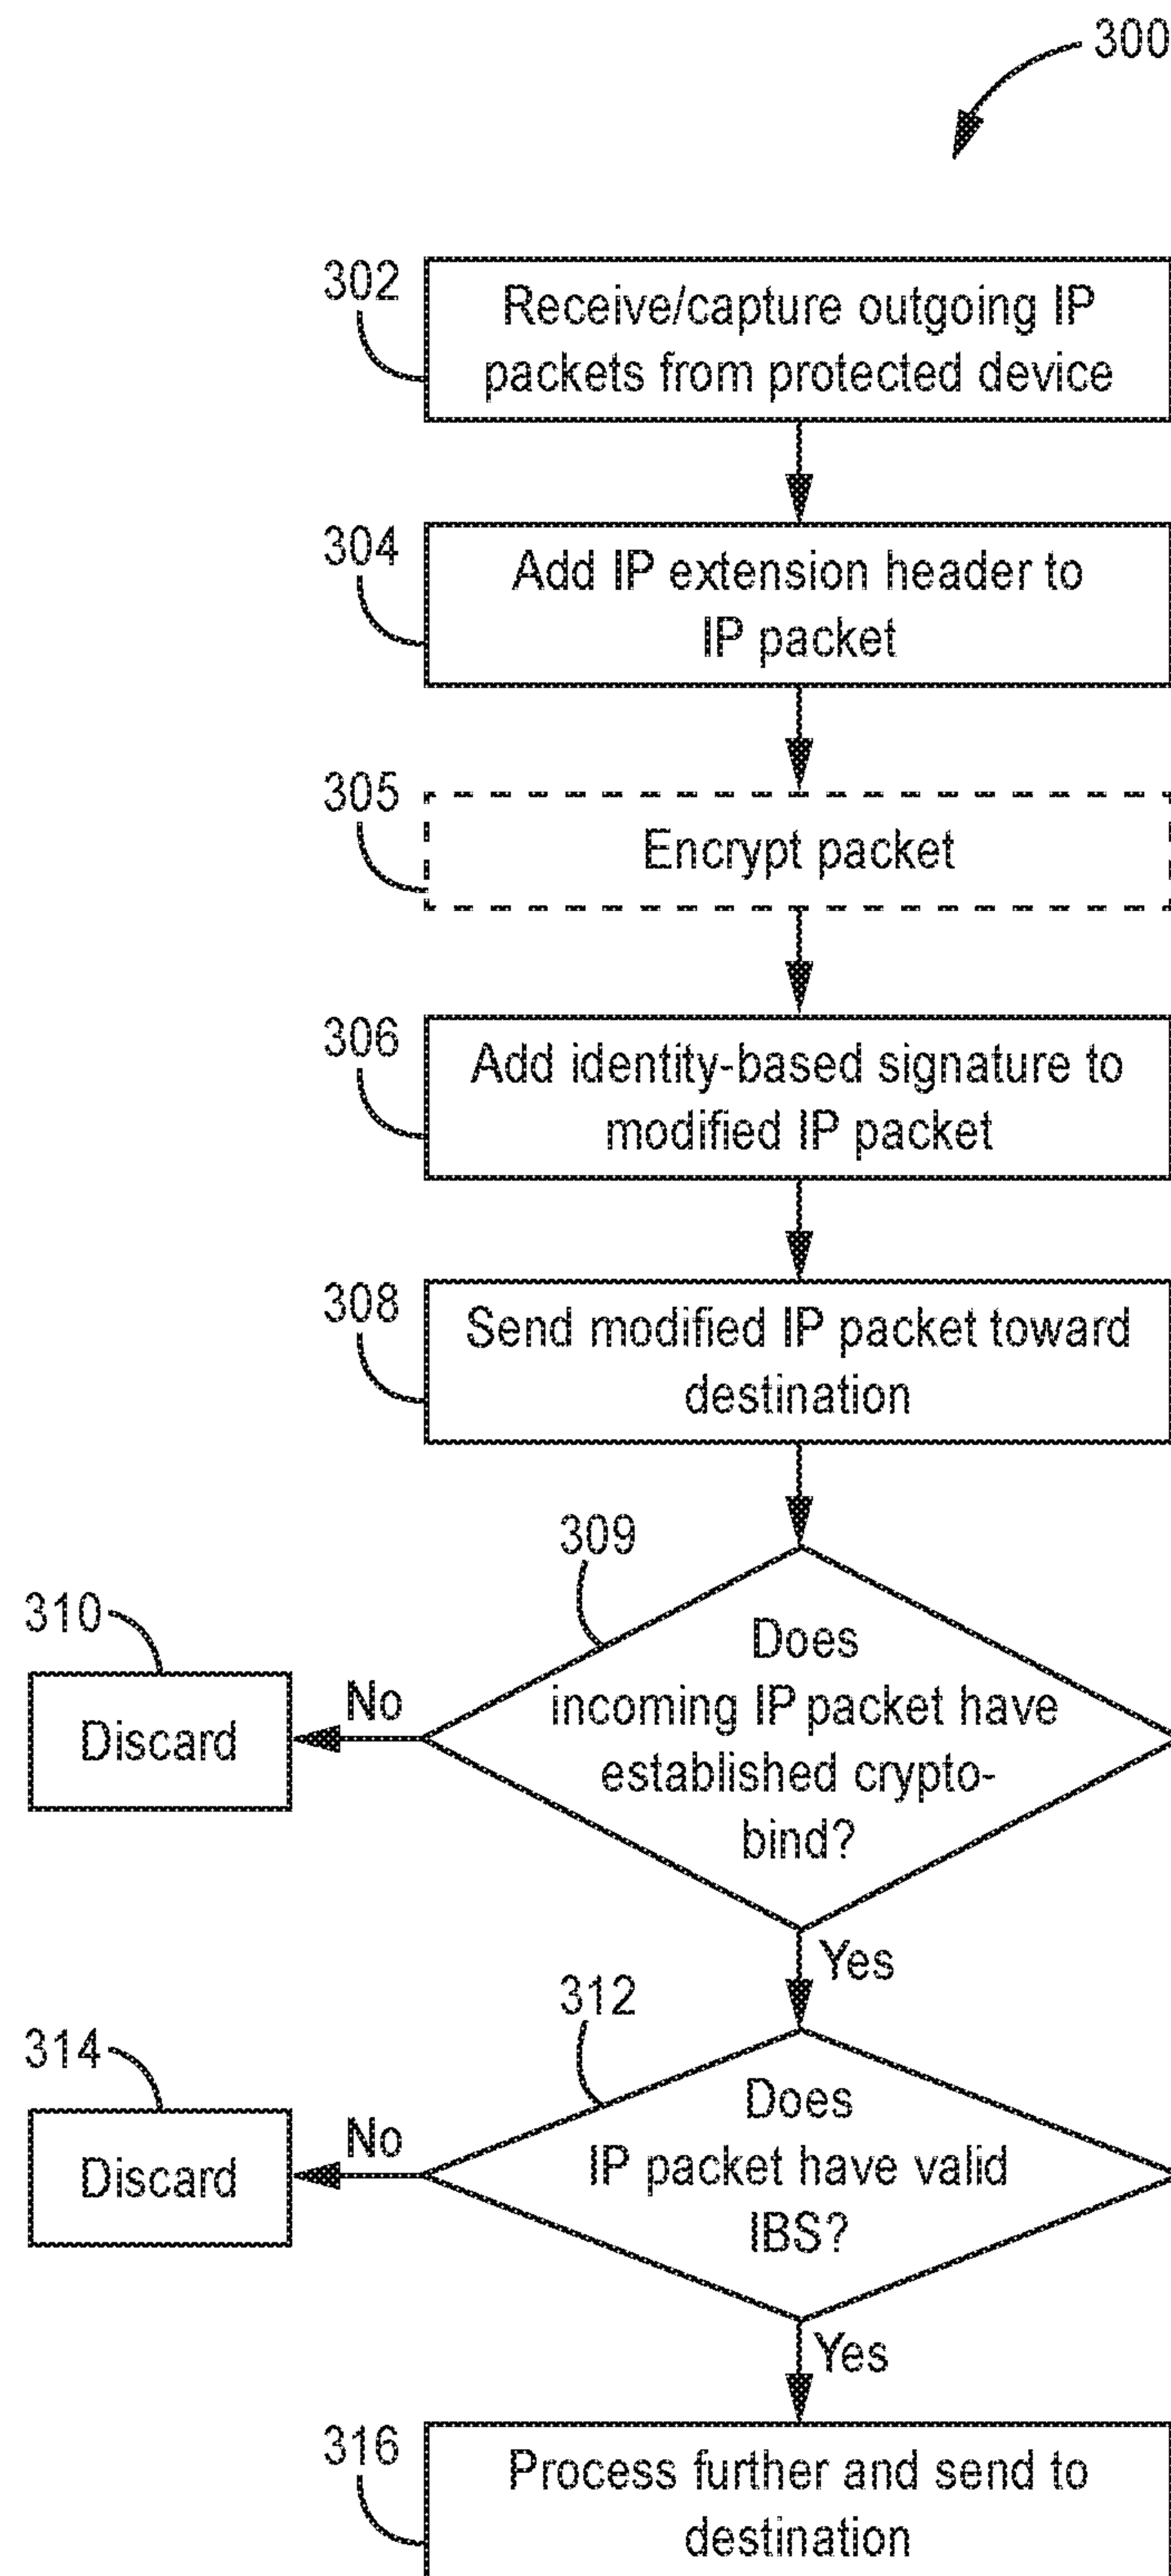 300
302
Receive/capture outgoing IP
packets from protected device
304
Add IP extension header to
IP packet
305
Encrypt packet
306
Add identity-based signature to
modified IP packet
308
Send modified IP packet toward
destination
309
Does
incoming IP packet have
established crypto-
bind?
310
Discard
No
Yes
312
Does
IP packet have valid
IBS?
314
Discard
No
Yes
316
Process further and send to
destination